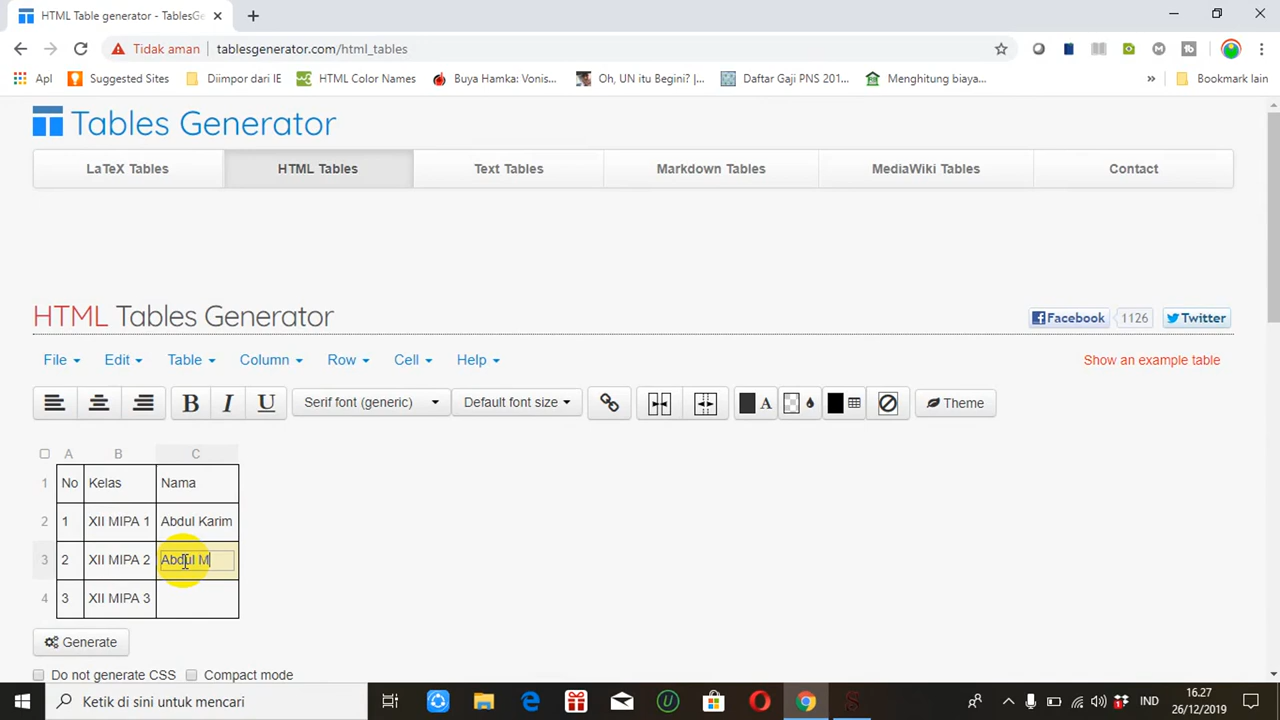 HTML Table generator - TablesGe
Tidak aman tablesgenerator.com/html_tables
Apl Suggested Sites Diimpor dari IE HTML Color Names Buya Hamka: Vonis... Oh, UN itu Begini? |... Daftar Gaji PNS 201... Menghitung biaya... » Bookmark lain
Tables Generator
LaTeX Tables HTML Tables Text Tables Markdown Tables MediaWiki Tables Contact
HTML Tables Generator
Facebook 1126 Twitter
File Edit Table Column Row Cell Help Show an example table
B I U Serif font (generic) Default font size A Theme
A B C
1 No Kelas Nama
2 1 XII MIPA 1 Abdul Karim
3 2 XII MIPA 2 Abdul M
4 3 XII MIPA 3
Generate
Do not generate CSS Compact mode
Ketik di sini untuk mencari
IND
16.27
26/12/2019